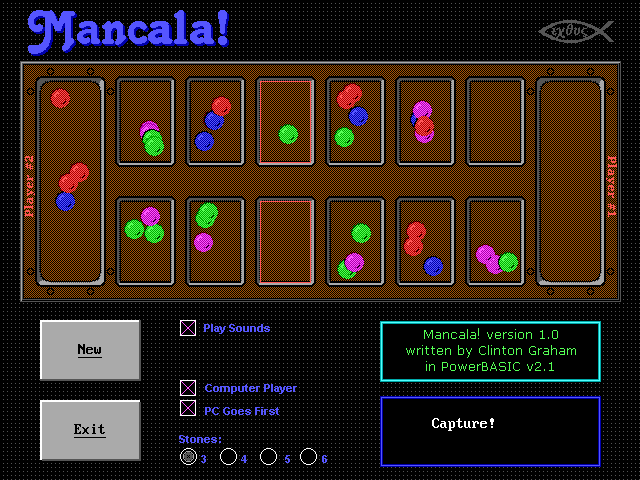 Mancala!
ιεχθυς
Player #2
Player #1
New
Exit
Play Sounds
Computer Player
PC Goes First
Stones:
3 4 5 6
Mancala! version 1.0
written by Clinton Graham
in PowerBASIC v2.1
Capture!